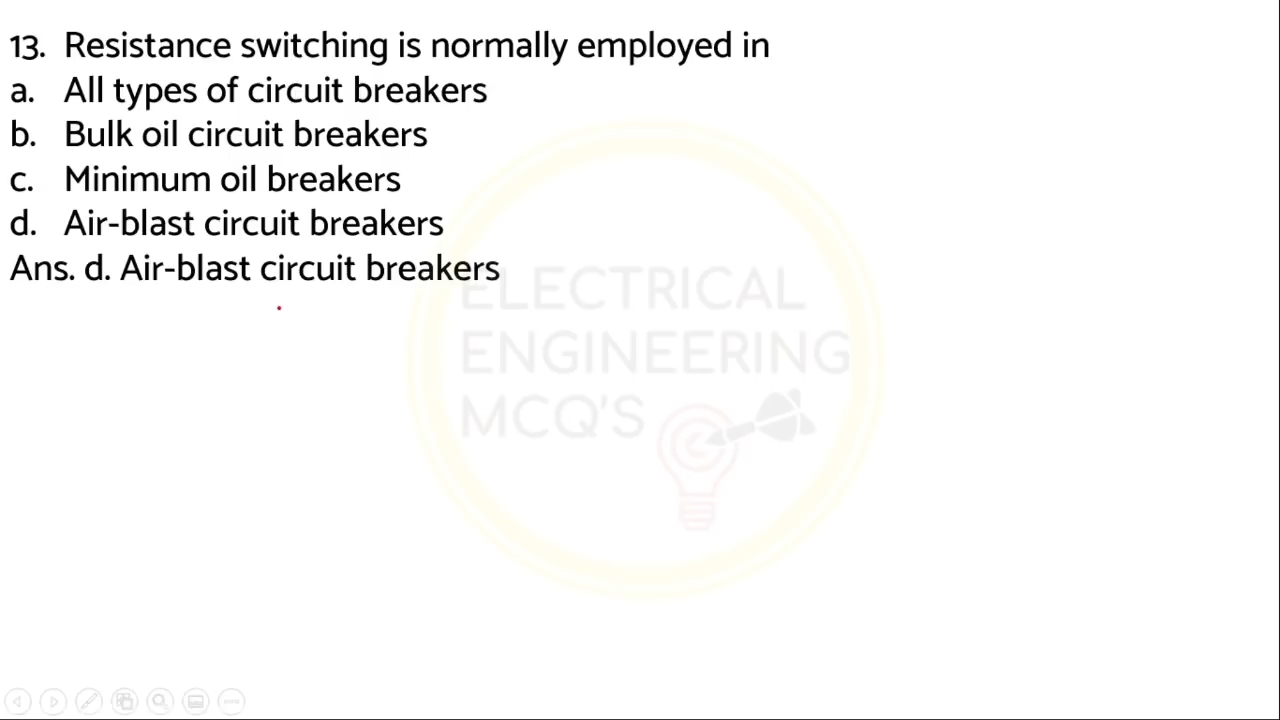 13. Resistance switching is normally employed in
a. All types of circuit breakers
b. Bulk oil circuit breakers
c. Minimum oil breakers
d. Air-blast circuit breakers
Ans. d. Air-blast circuit breakers
ELECTRICAL
ENGINEERING
MCQ'S